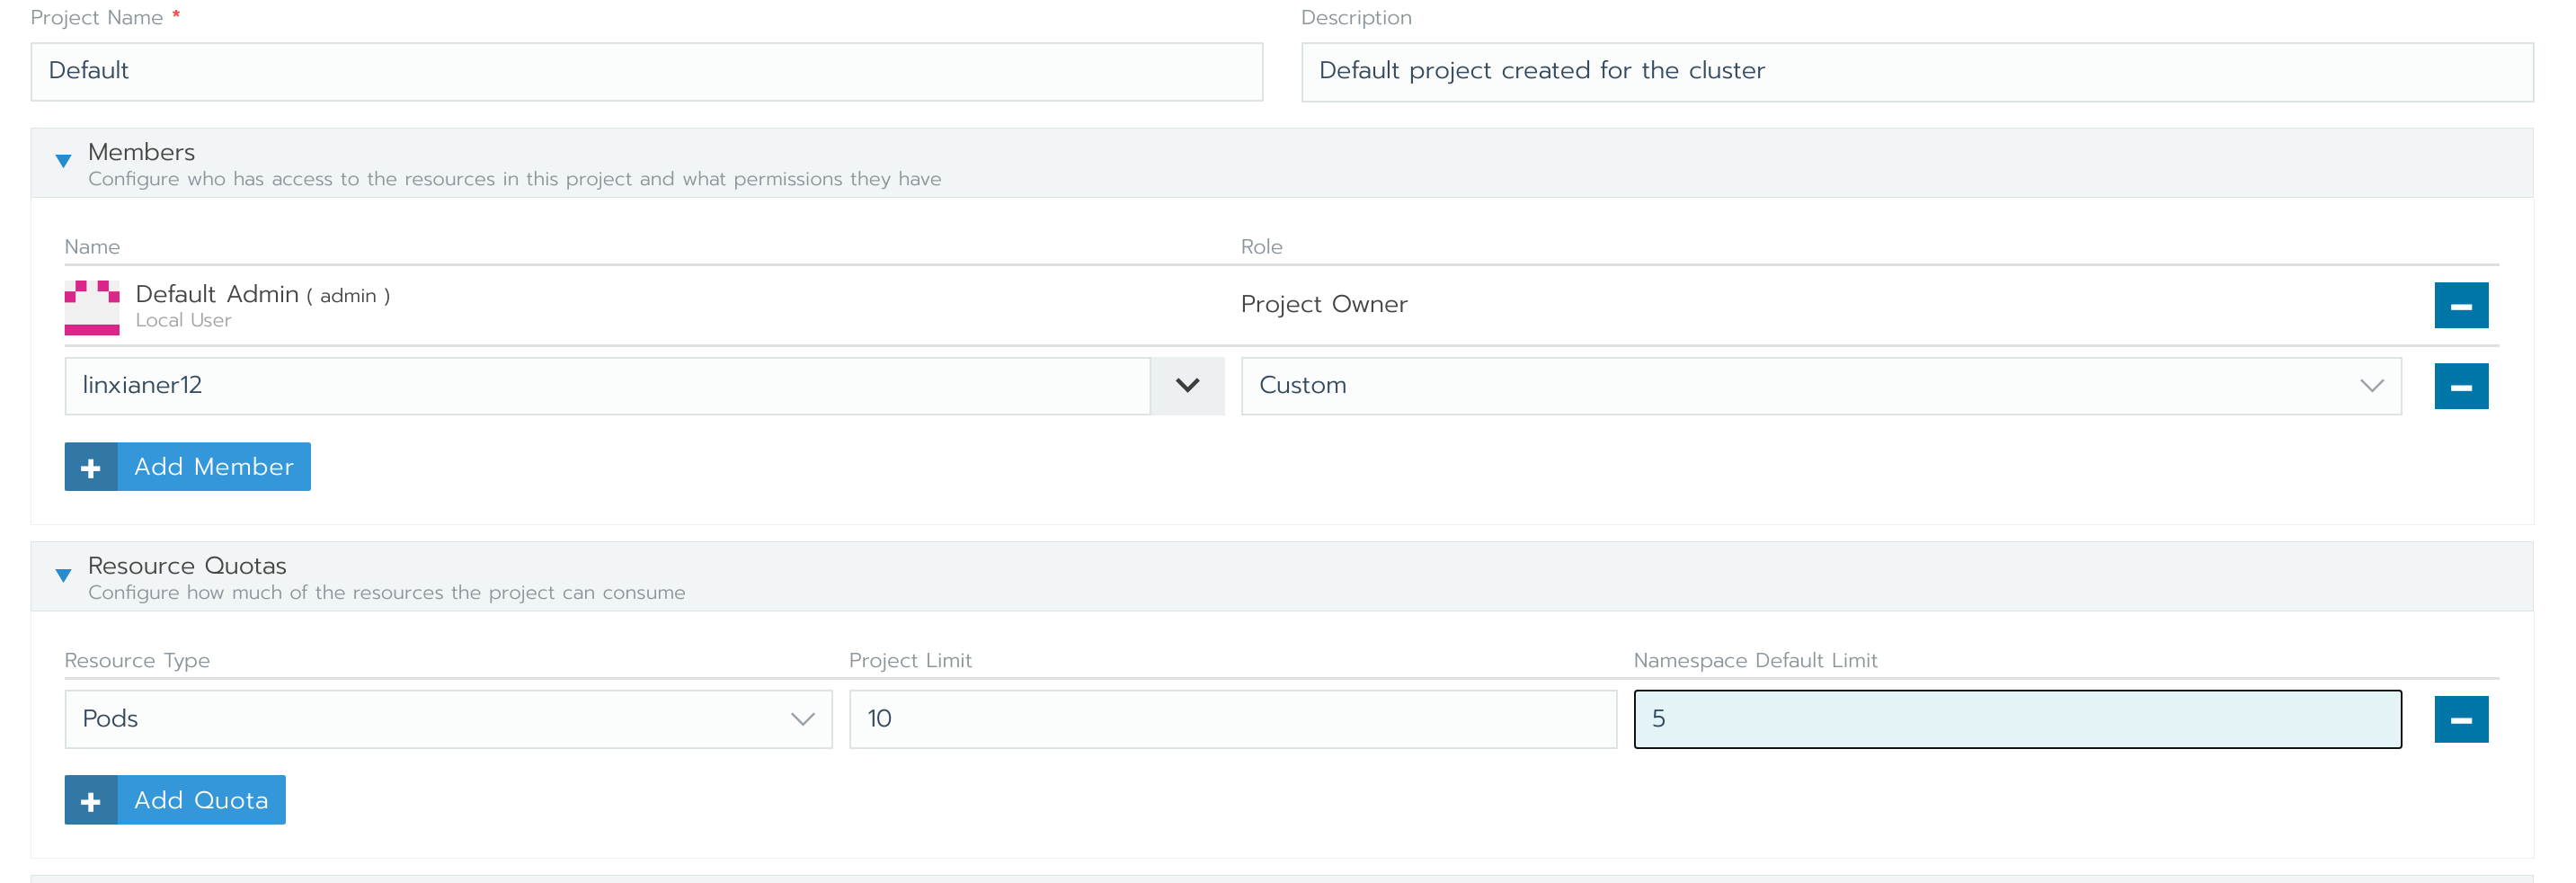 Project Name *
Description
Default
Default project created for the cluster
Members
Configure who has access to the resources in this project and what permissions they have
Name
Role
Default Admin ( admin )
Local User
Project Owner
linxianer12
Custom
Add Member
Resource Quotas
Configure how much of the resources the project can consume
Resource Type
Project Limit
Namespace Default Limit
Pods
10
5
Add Quota